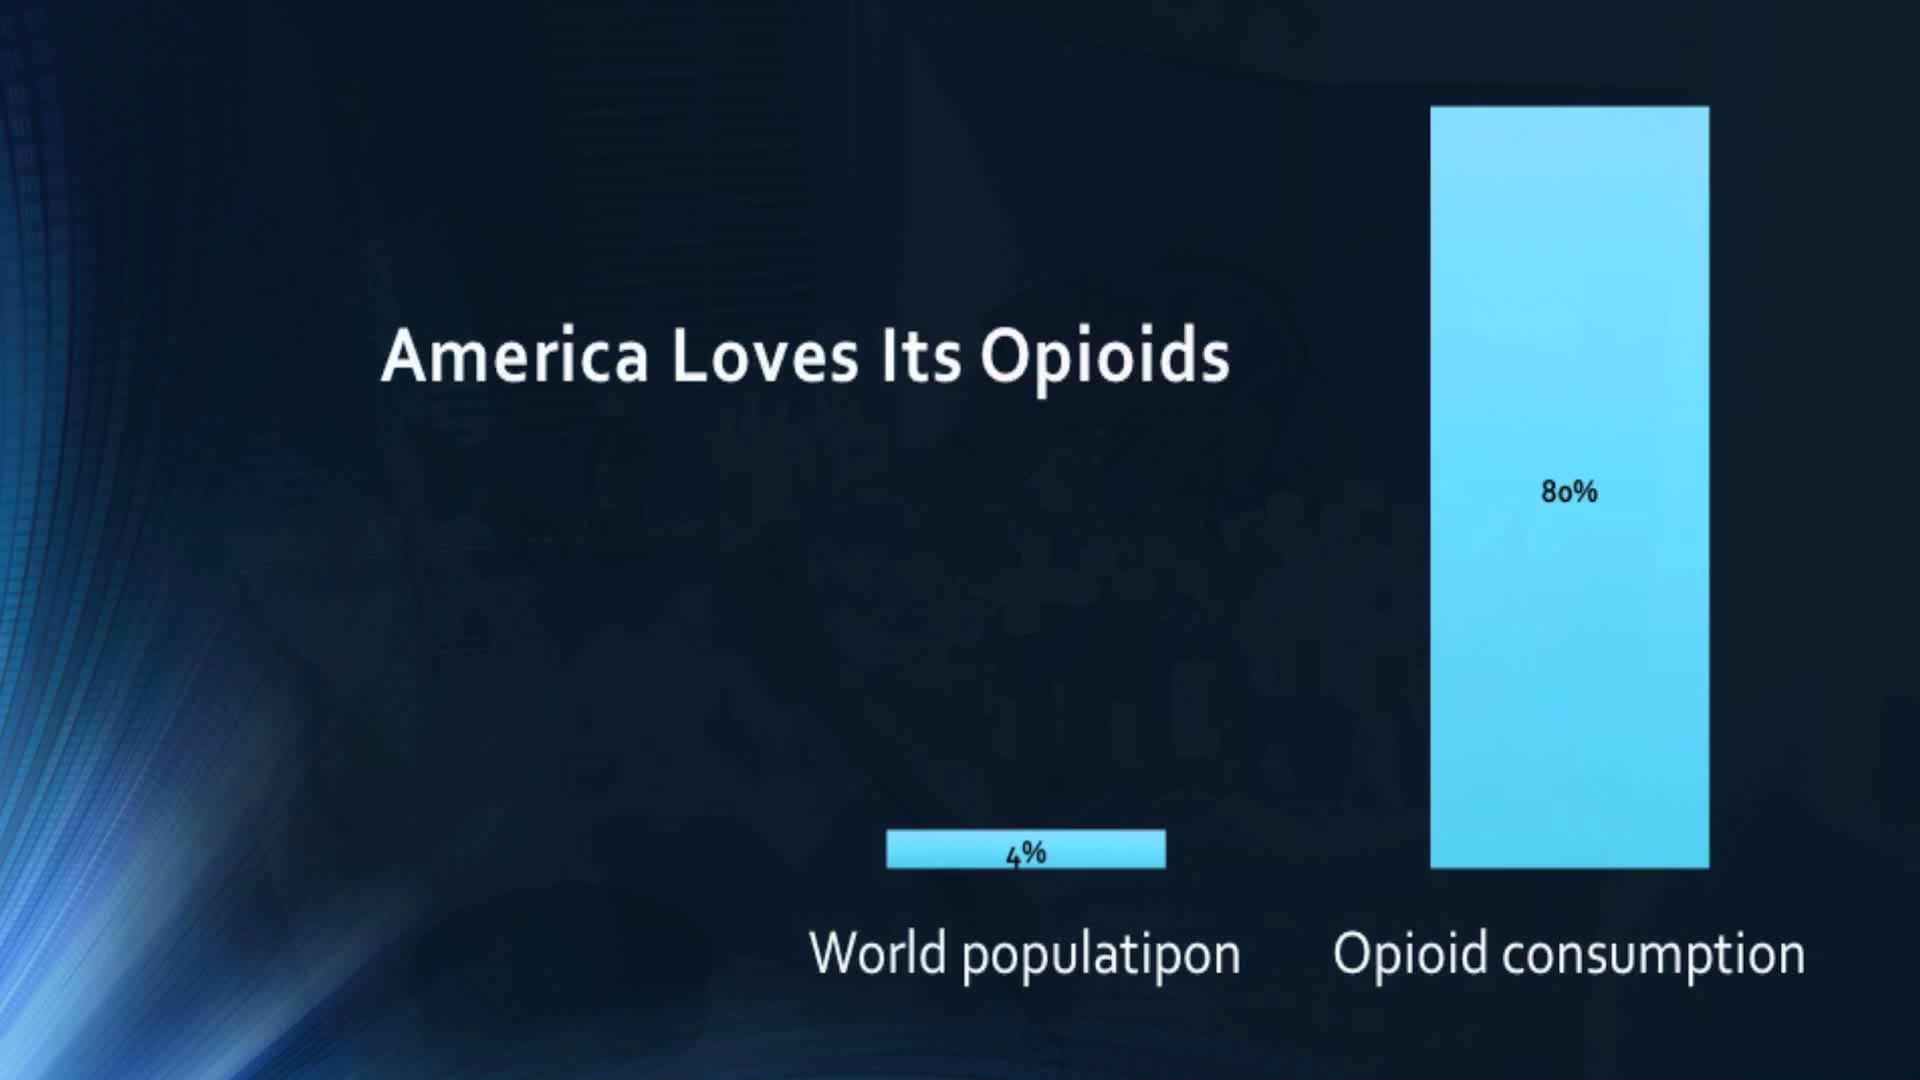 America Loves Its Opioids
80%
4%
World populatipon
Opioid consumption